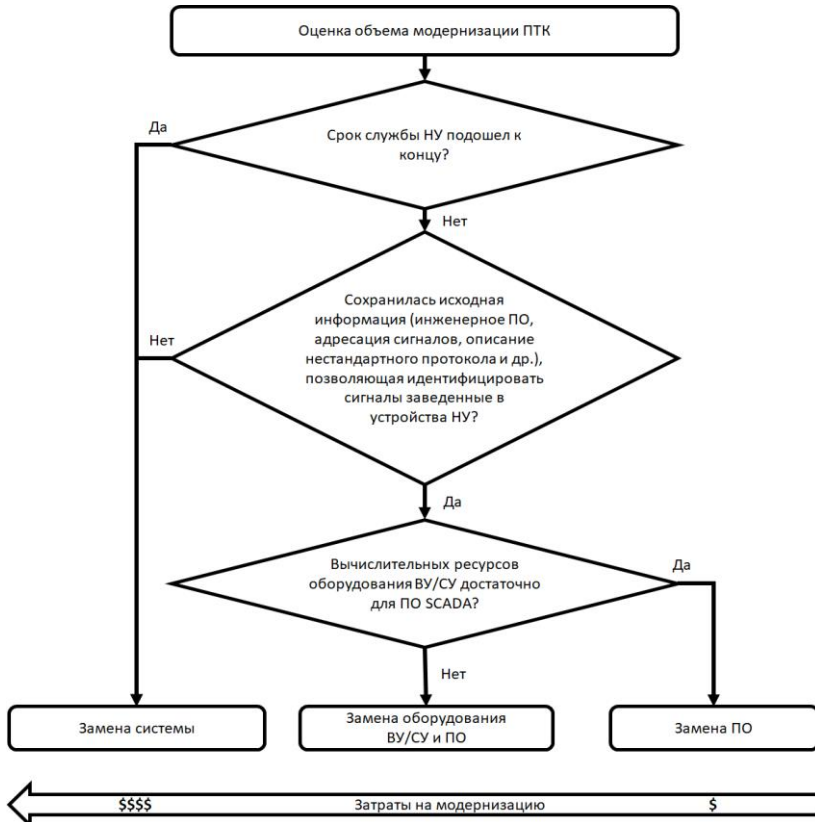 Оценка объема модернизации ПТК
Да
Срок службы НУ подошел к
концу?
Нет
Нет
Сохранилась исходная
информация (инженерное ПО,
адресация сигналов, описание
нестандартного протокола и др.),
позволяющая идентифицировать
сигналы заведенные в
устройства НУ?
Да
Вычислительных ресурсов
оборудования ВУ/СУ достаточно
для ПО SCADA?
Да
Нет
Замена системы
Замена оборудования
ВУ/СУ и ПО
Замена ПО
$$$$ Затраты на модернизацию $